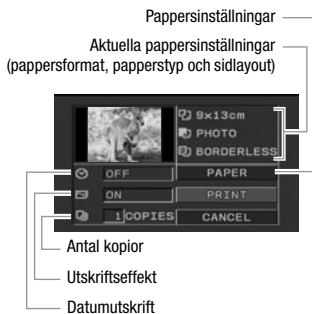 Pappersinställningar
Aktuella pappersinställningar
(pappersformat, papperstyp och sidlayout)
9x13cm
PHOTO
BORDERLESS
OFF
PAPER
ON
PRINT
1 COPIES
CANCEL
Antal kopior
Utskriftseffekt
Datumutskrift